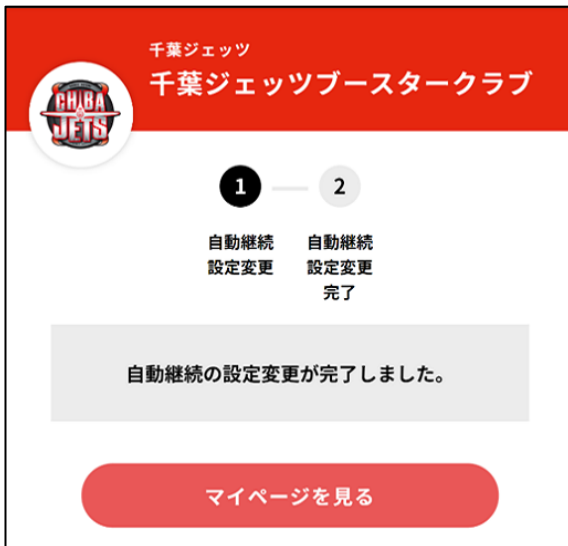 千葉ジェッツ
千葉ジェッツブースタークラブ
CHIBA
JETS
1
2
自動継続
設定変更
自動継続
設定変更
完了
自動継続の設定変更が完了しました。
マイページを見る